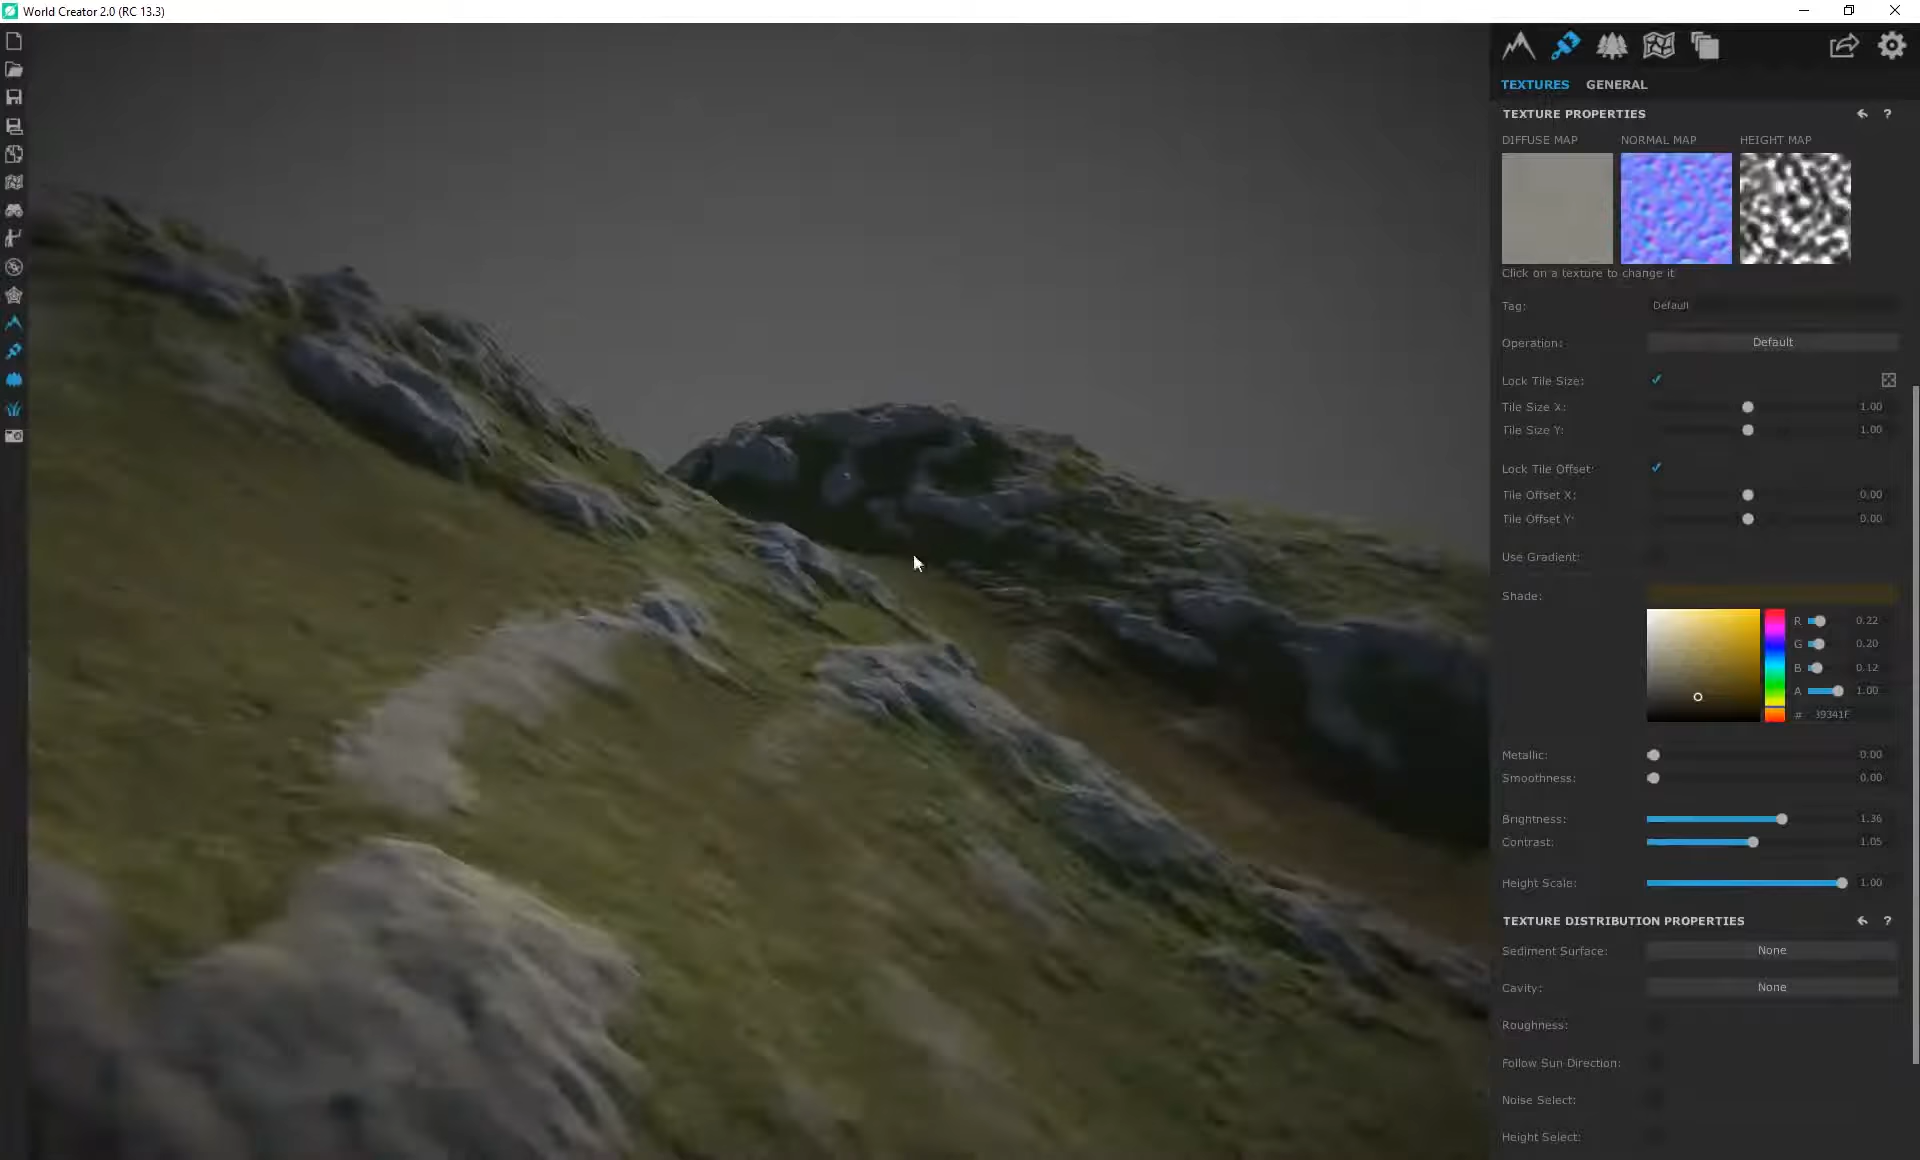 World Creator 2.0 (RC 13.3)
TEXTURES GENERAL
TEXTURE PROPERTIES ?
DIFFUSE MAP NORMAL MAP HEIGHT MAP
Click on a texture to change it
Tag: Default
Operation: Default
Lock Tile Size:
Tile Size X: 1.00
Tile Size Y: 1.00
Lock Tile Offset:
Tile Offset X: 0.00
Tile Offset Y: 0.00
Use Gradient:
Shade:
R 0.22
G 0.20
B 0.12
A 1.00
# 39341F
Metallic: 0.00
Smoothness: 0.00
Brightness: 1.36
Contrast: 1.05
Height Scale: 1.00
TEXTURE DISTRIBUTION PROPERTIES ?
Sediment Surface: None
Cavity: None
Roughness:
Follow Sun Direction:
Noise Select:
Height Select: